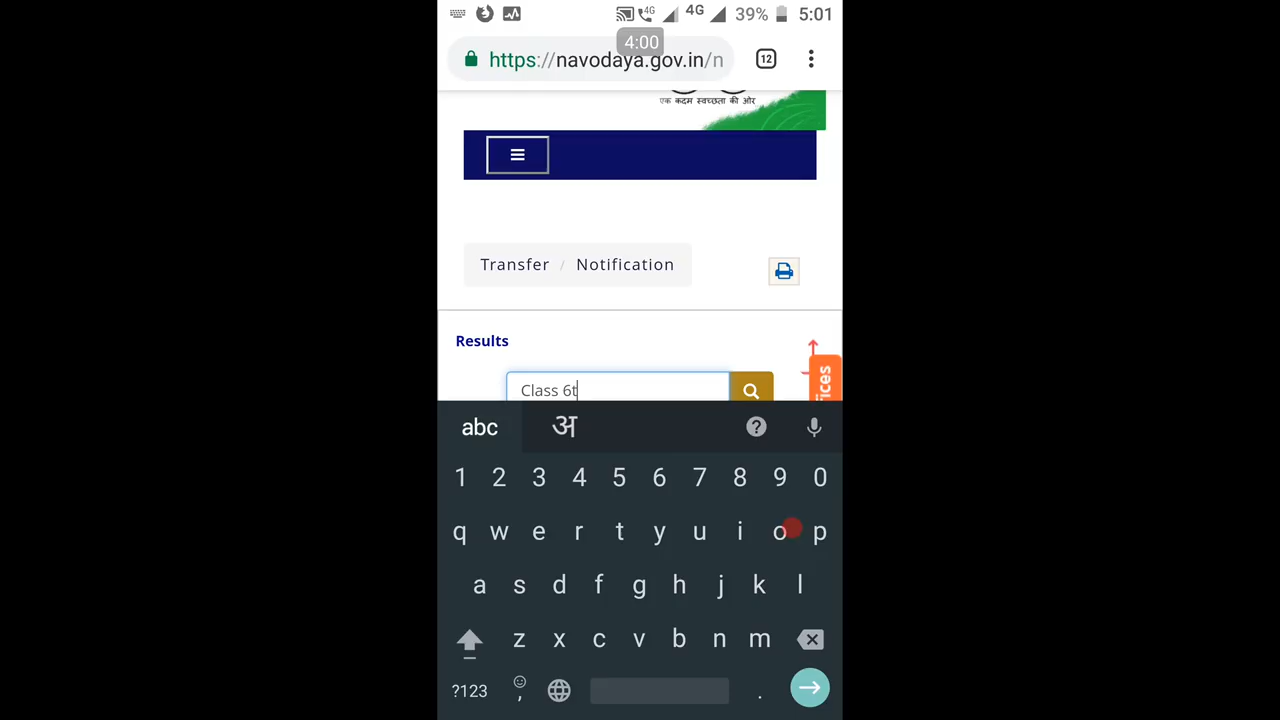 4G 4G 39% 5:01
4:00
https://navodaya.gov.in/n 12
एक कदम स्वच्छता की ओर
Transfer / Notification
Results
Class 6t
abc अ ?
1 2 3 4 5 6 7 8 9 0
q w e r t y u i o p
a s d f g h j k l
z x c v b n m
?123 , .